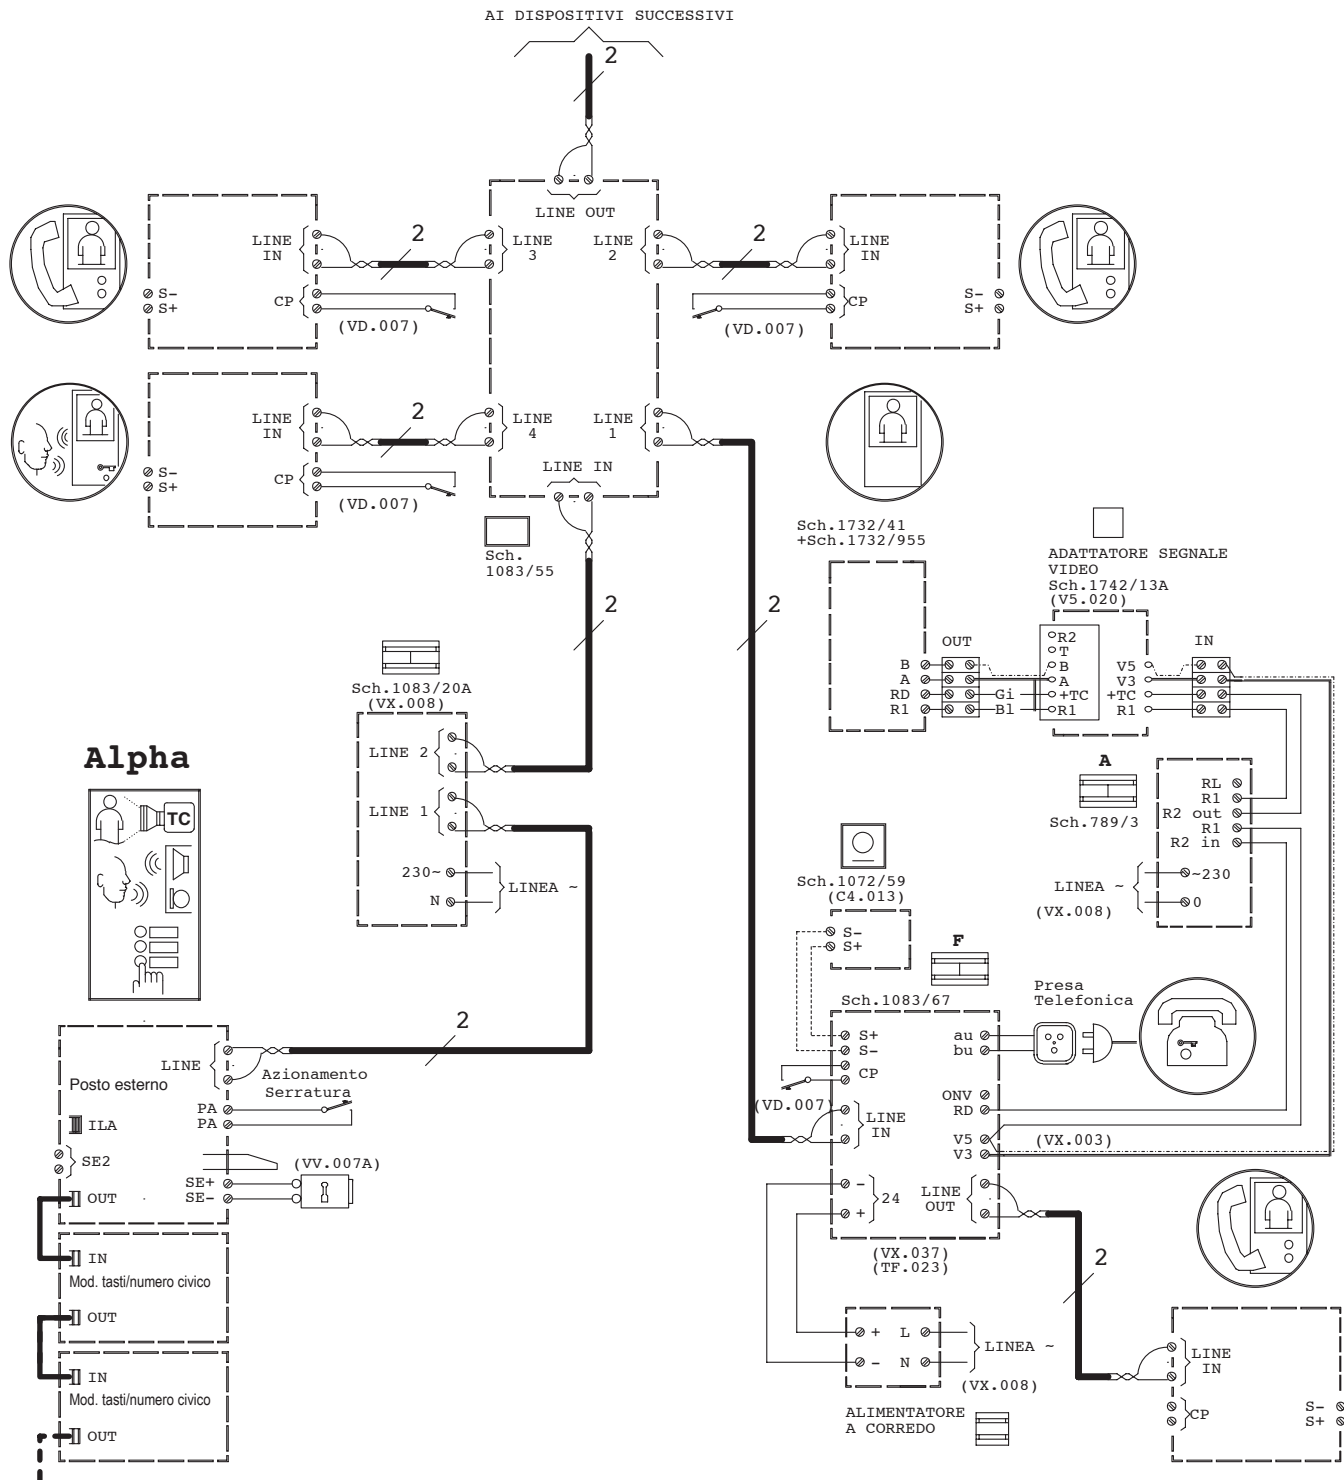 AI DISPOSITIVI SUCCESSIVI
2
LINE OUT
LINE
IN
2
LINE
3
LINE
2
2
LINE
IN
S-
S+
CP
(VD.007)
(VD.007)
CP
S-
S+
LINE
IN
2
LINE
4
LINE
1
S-
S+
CP
(VD.007)
LINE IN
Sch.
1083/55
2
2
Sch.1732/41
+Sch.1732/955
ADATTATORE SEGNALE
VIDEO
Sch.1742/13A
(V5.020)
OUT
IN
B
A
RD
R1
Gi
Bl
R2
T
B
A
+TC
R1
V5
V3
+TC
R1
Sch.1083/20A
(VX.008)
LINE 2
LINE 1
230~
N
LINEA ~
Alpha
TC
A
Sch.789/3
RL
R1
R2 out
R1
R2 in
~230
0
LINEA ~
(VX.008)
Sch.1072/59
(C4.013)
S-
S+
F
Sch.1083/67
Presa
Telefonica
S+
S-
CP
(VD.007)
LINE
IN
au
bu
ONV
RD
V5
V3
(VX.003)
-
+
24
LINE
OUT
(VX.037)
(TF.023)
2
2
LINE
Posto esterno
Azionamento
Serratura
PA
PA
ILA
SE2
(VV.007A)
SE+
SE-
OUT
IN
Mod. tasti/numero civico
OUT
IN
Mod. tasti/numero civico
OUT
+
-
L
N
LINEA ~
(VX.008)
ALIMENTATORE
A CORREDO
LINE
IN
CP
S-
S+